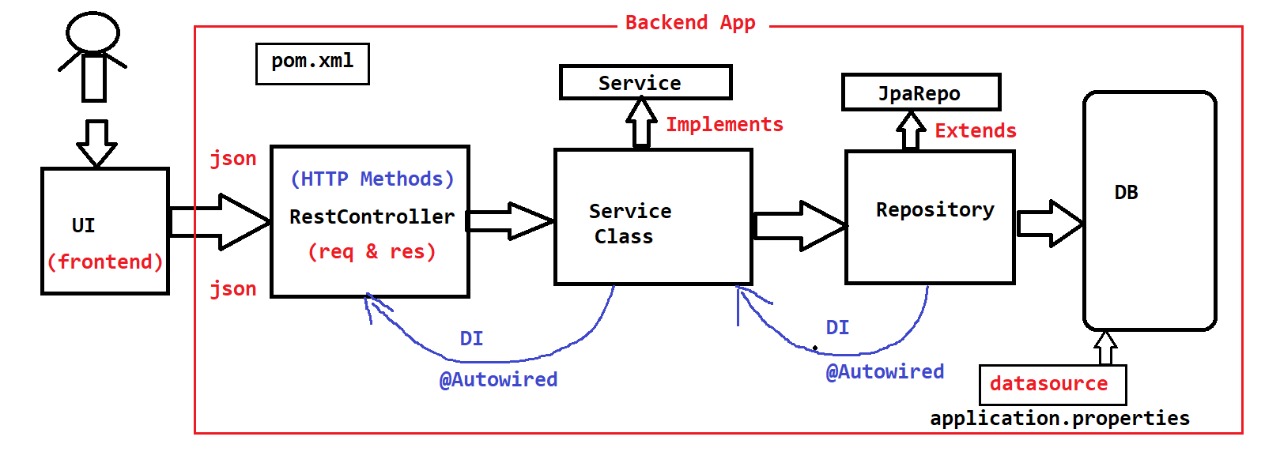 Backend App
pom.xml
Service
JpaRepo
Implements
Extends
json
(HTTP Methods)
RestController
(req & res)
UI
(frontend)
json
Service
Class
Repository
DB
DI
@Autowired
DI
@Autowired
datasource
application.properties